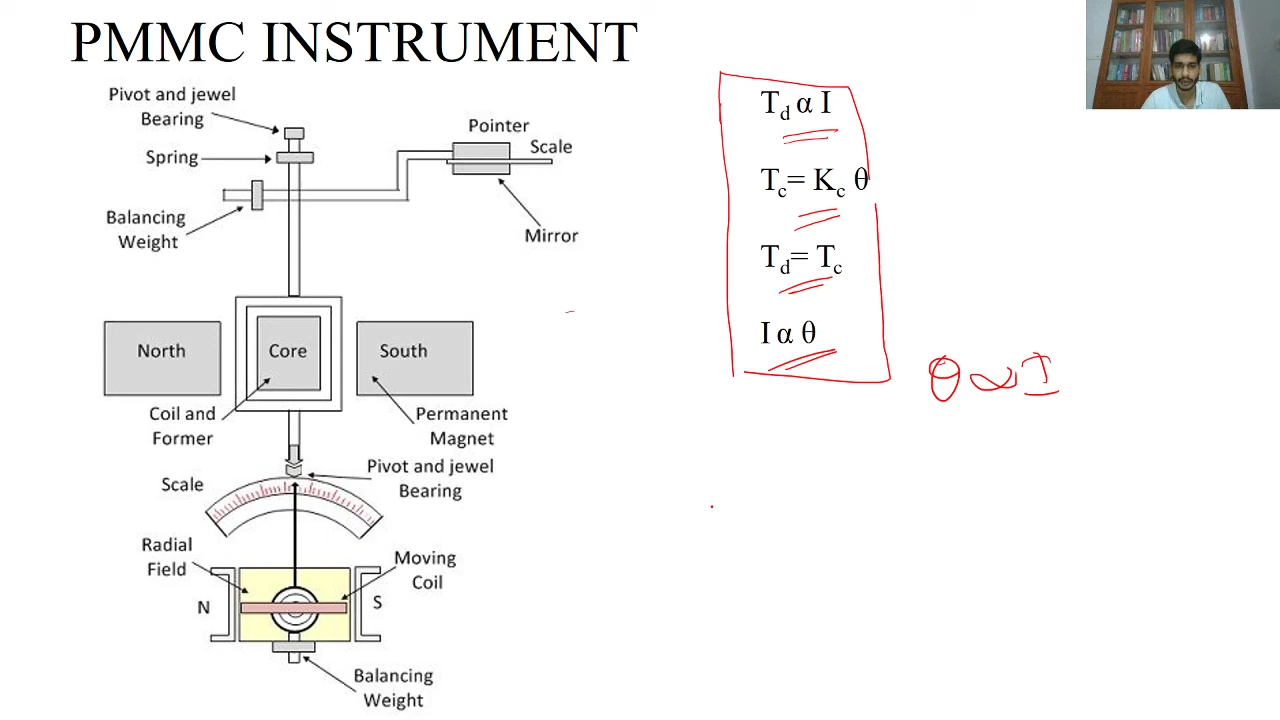 PMMC INSTRUMENT
Pivot and jewel
Bearing
Spring
Balancing
Weight
Pointer
Scale
Mirror
North
Core
South
Coil and
Former
Permanent
Magnet
Pivot and jewel
Bearing
Scale
Radial
Field
Moving
Coil
N
S
Balancing
Weight
Td α I
Tc= Kc θ
Td= Tc
I α θ
θ ∝ I